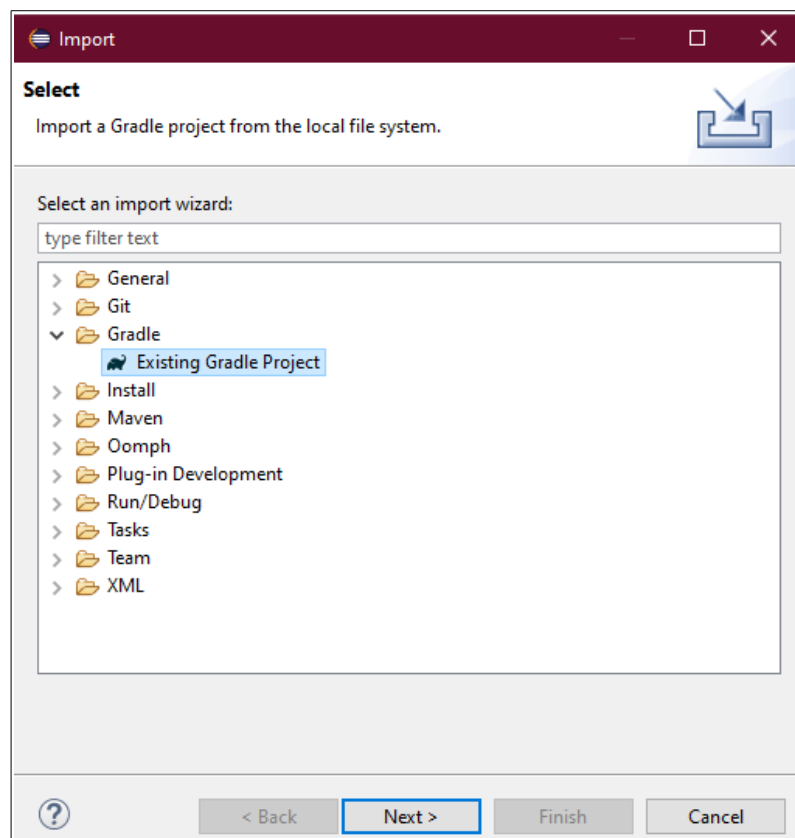 Import
Select
Import a Gradle project from the local file system.
Select an import wizard:
type filter text
General
Git
Gradle
Existing Gradle Project
Install
Maven
Oomph
Plug-in Development
Run/Debug
Tasks
Team
XML
? < Back Next > Finish Cancel